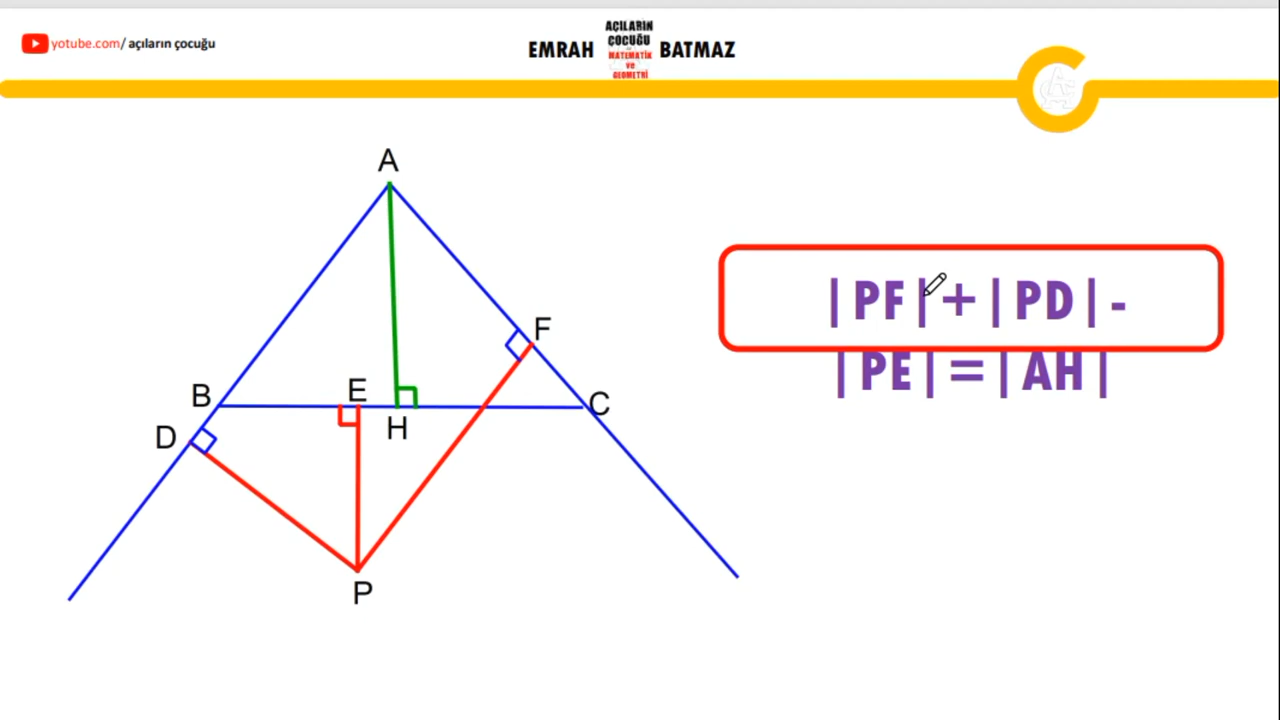 yotube.com/ açıların çocuğu
EMRAH
AÇILARIN
ÇOCUĞU
MATEMATİK
ve
GEOMETRİ
BATMAZ
A
F
B
E
C
H
D
P
|PF|+|PD|-
|PE|=|AH|